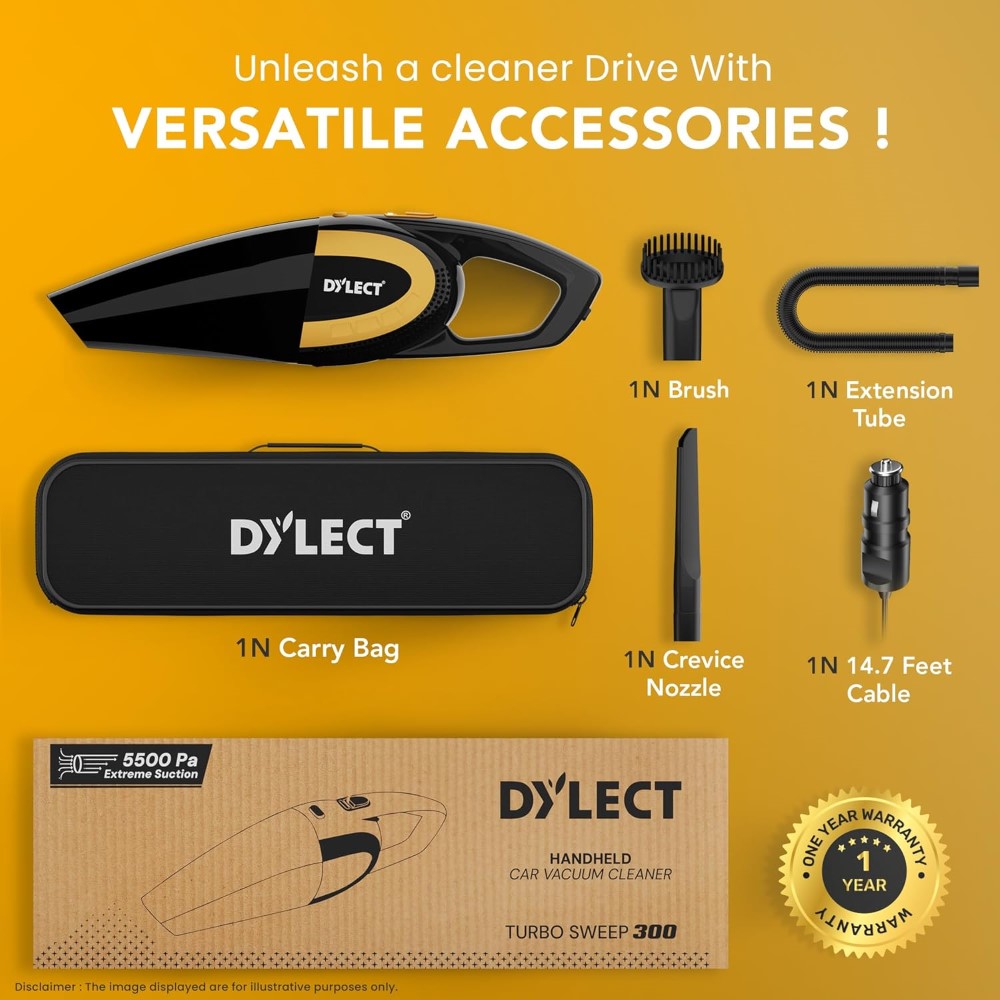 Unleash a cleaner Drive With
VERSATILE ACCESSORIES !
DYLECT®
1N Brush
1N Extension
Tube
DYLECT®
1N Carry Bag
1N Crevice
Nozzle
1N 14.7 Feet
Cable
5500 Pa
Extreme Suction
DYLECT
HANDHELD
CAR VACUUM CLEANER
TURBO SWEEP 300
ONE YEAR WARRANTY
1
YEAR
WARRANTY
Disclaimer : The image displayed are for illustrative purposes only.